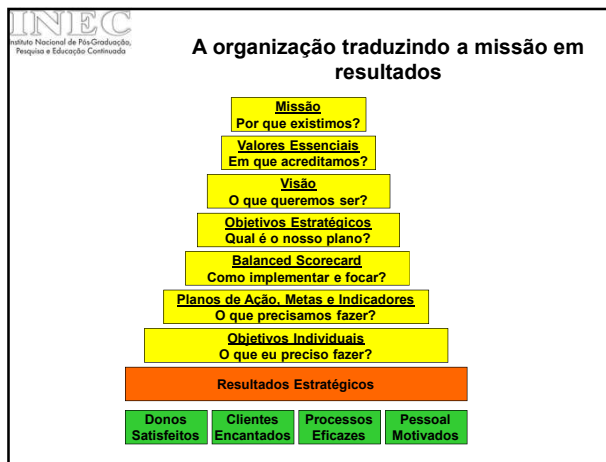 INEC
Instituto Nacional de Pós-Graduação,
Pesquisa e Educação Continuada
A organização traduzindo a missão em
resultados
Missão
Por que existimos?
Valores Essenciais
Em que acreditamos?
Visão
O que queremos ser?
Objetivos Estratégicos
Qual é o nosso plano?
Balanced Scorecard
Como implementar e focar?
Planos de Ação, Metas e Indicadores
O que precisamos fazer?
Objetivos Individuais
O que eu preciso fazer?
Resultados Estratégicos
Donos
Satisfeitos
Clientes
Encantados
Processos
Eficazes
Pessoal
Motivados